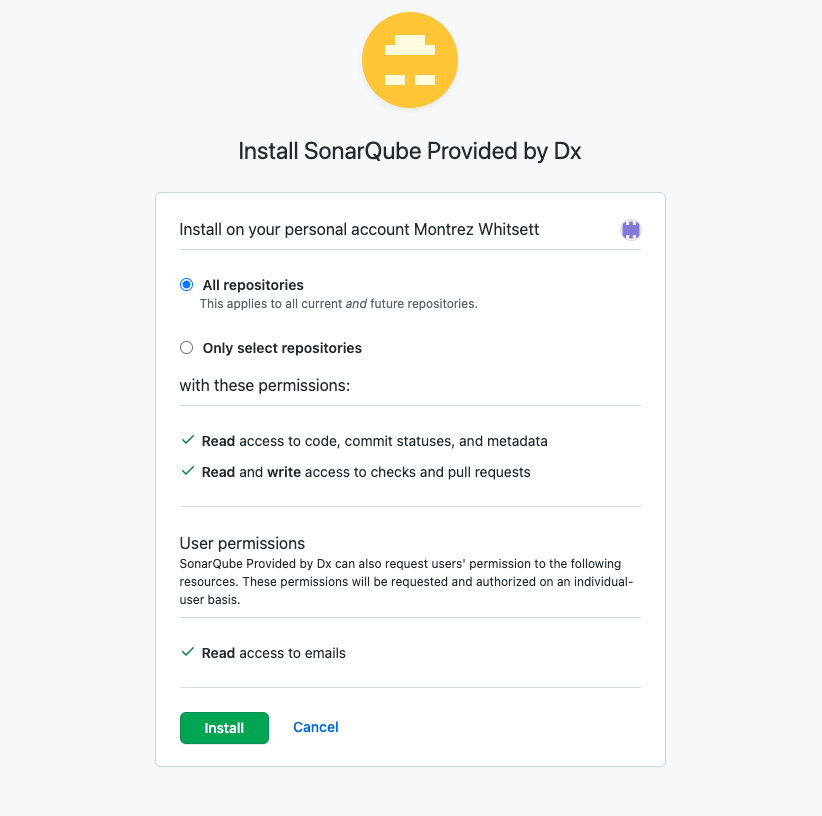 Install SonarQube Provided by Dx
Install on your personal account Montrez Whitsett
All repositories
This applies to all current and future repositories.
Only select repositories
with these permissions:
Read access to code, commit statuses, and metadata
Read and write access to checks and pull requests
User permissions
SonarQube Provided by Dx can also request users' permission to the following
resources. These permissions will be requested and authorized on an individual-
user basis.
Read access to emails
Install
Cancel